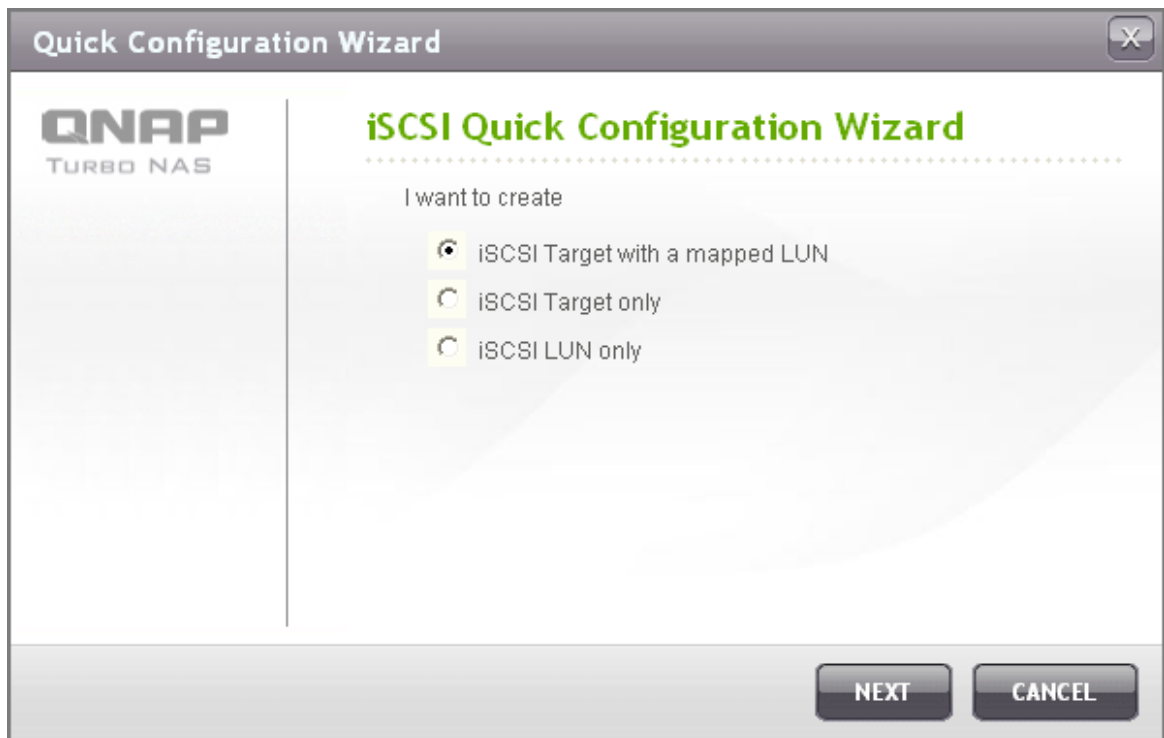 Quick Configuration Wizard
X
QNAP
TURBO NAS
iSCSI Quick Configuration Wizard
I want to create
iSCSI Target with a mapped LUN
iSCSI Target only
iSCSI LUN only
NEXT
CANCEL